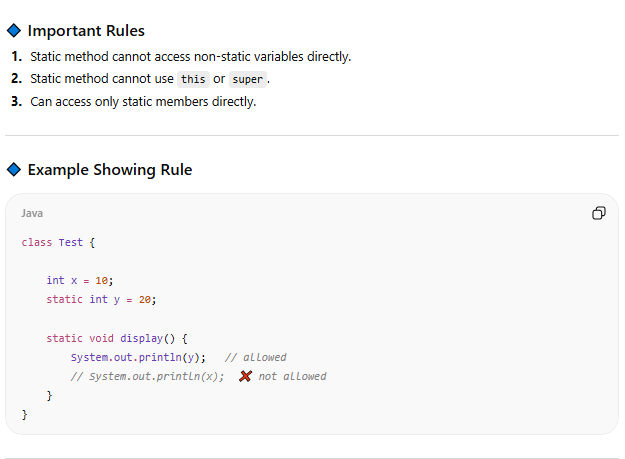 Important Rules
1. Static method cannot access non-static variables directly.
2. Static method cannot use this or super.
3. Can access only static members directly.
Example Showing Rule
Java
class Test {
    int x = 10;
    static int y = 20;
    static void display() {
        System.out.println(y);   // allowed
        // System.out.println(x);  ❌ not allowed
    }
}